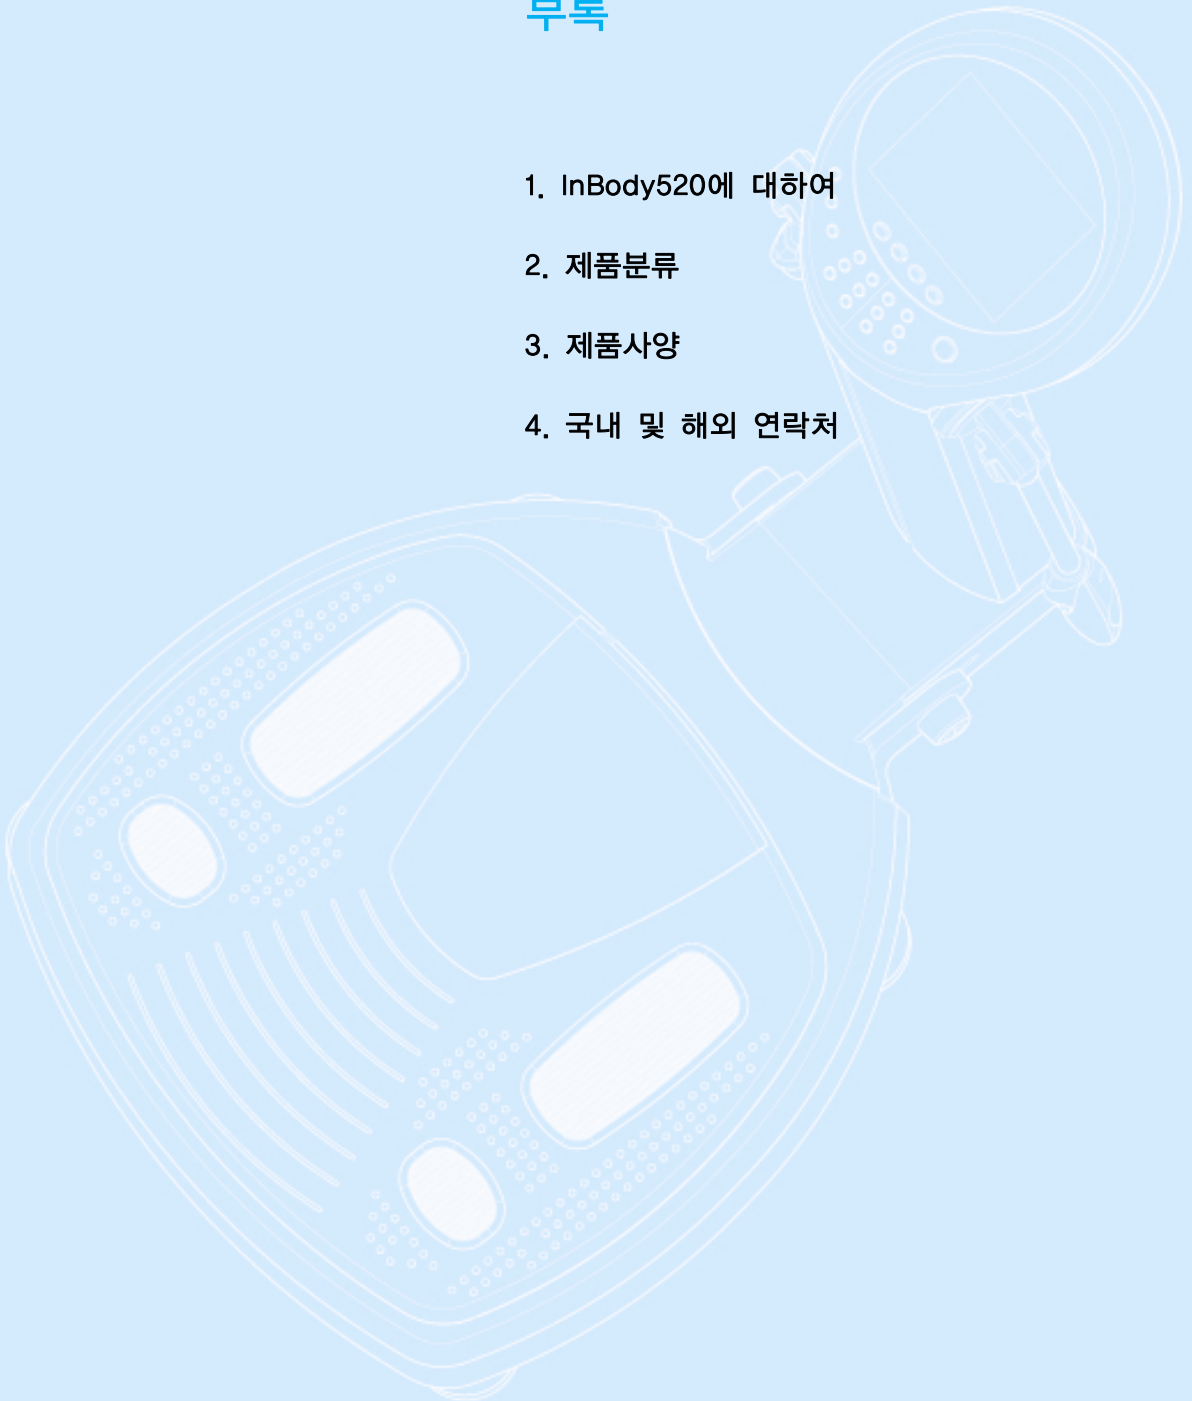 부록
1. InBody520에 대하여
2. 제품분류
3. 제품사양
4. 국내 및 해외 연락처